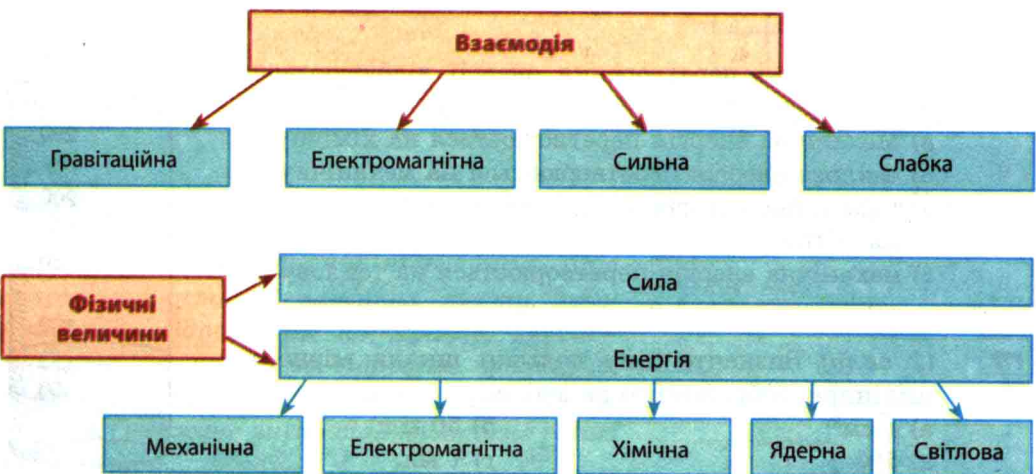 Взаємодія
Гравітаційна
Електромагнітна
Сильна
Слабка
Фізичні
величини
Сила
Енергія
Механічна
Електромагнітна
Хімічна
Ядерна
Світлова